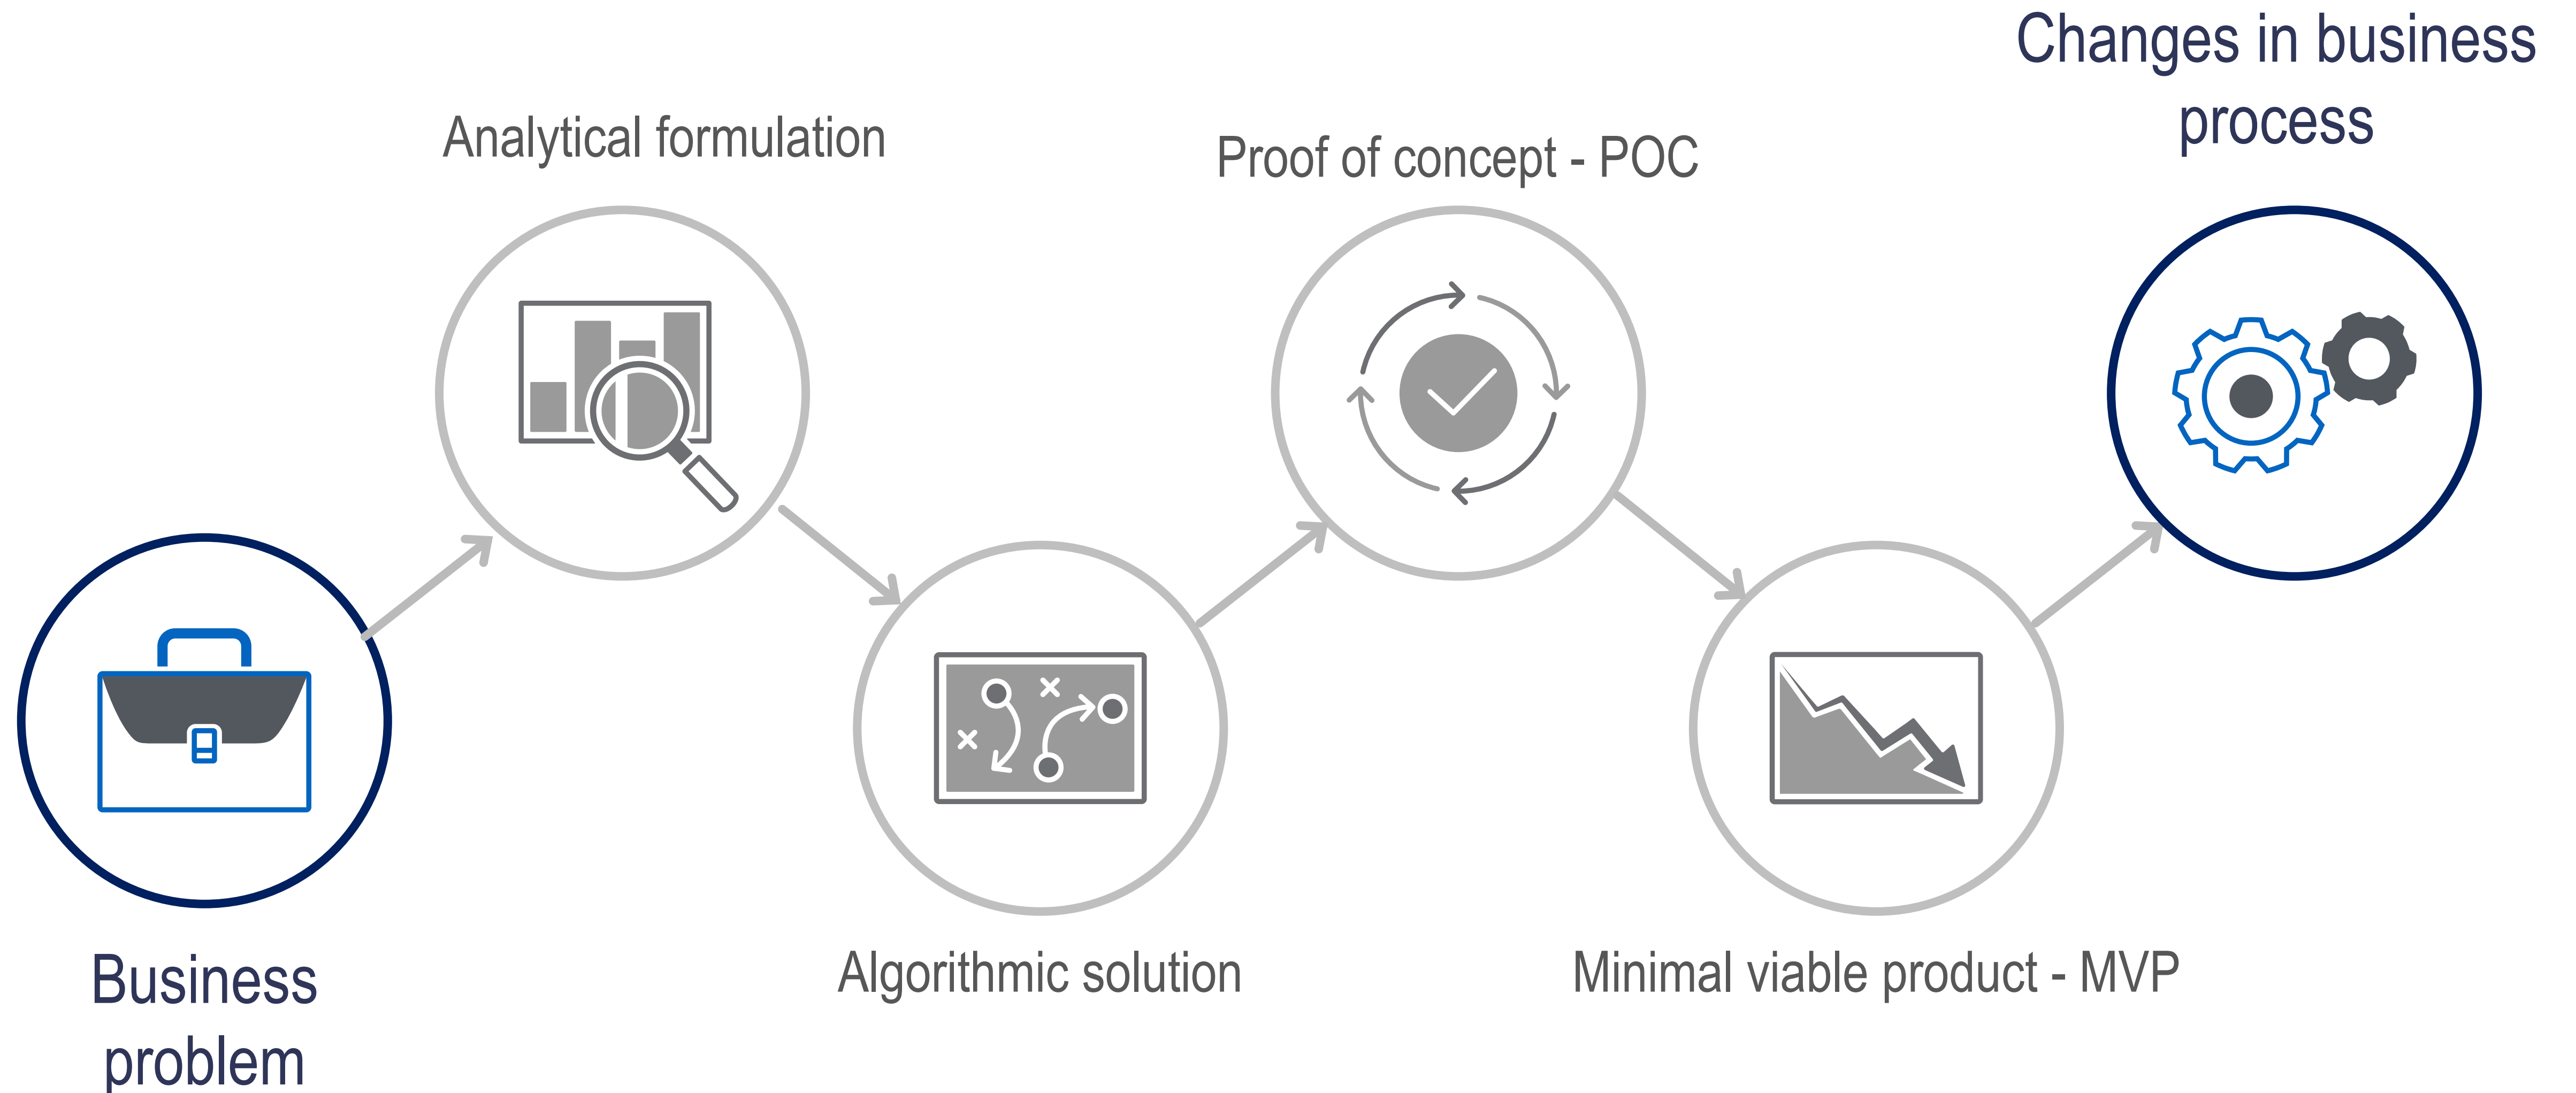 Business
problem
Analytical formulation
Algorithmic solution
Proof of concept - POC
Minimal viable product - MVP
Changes in business
process